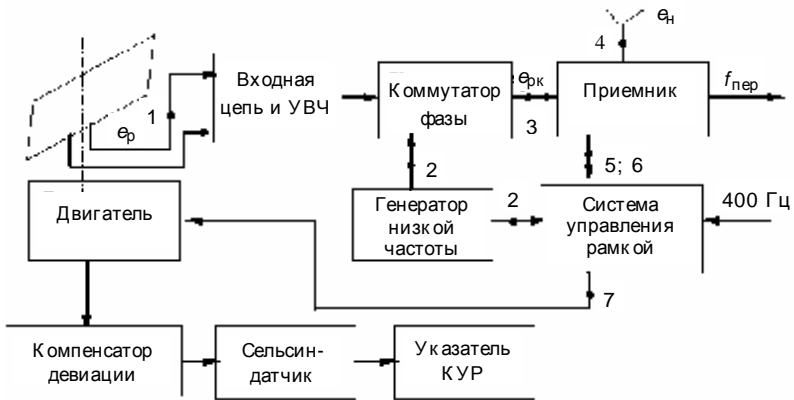 eн
4
Входная
цепь и УВЧ
Коммутатор
фазы
eрк
3
Приемник
fпер
1
eр
2
5; 6
Двигатель
Генератор
низкой
частоты
2
Система
управления
рамкой
400 Гц
7
Компенсатор
девиации
Сельсин-
датчик
Указатель
КУР